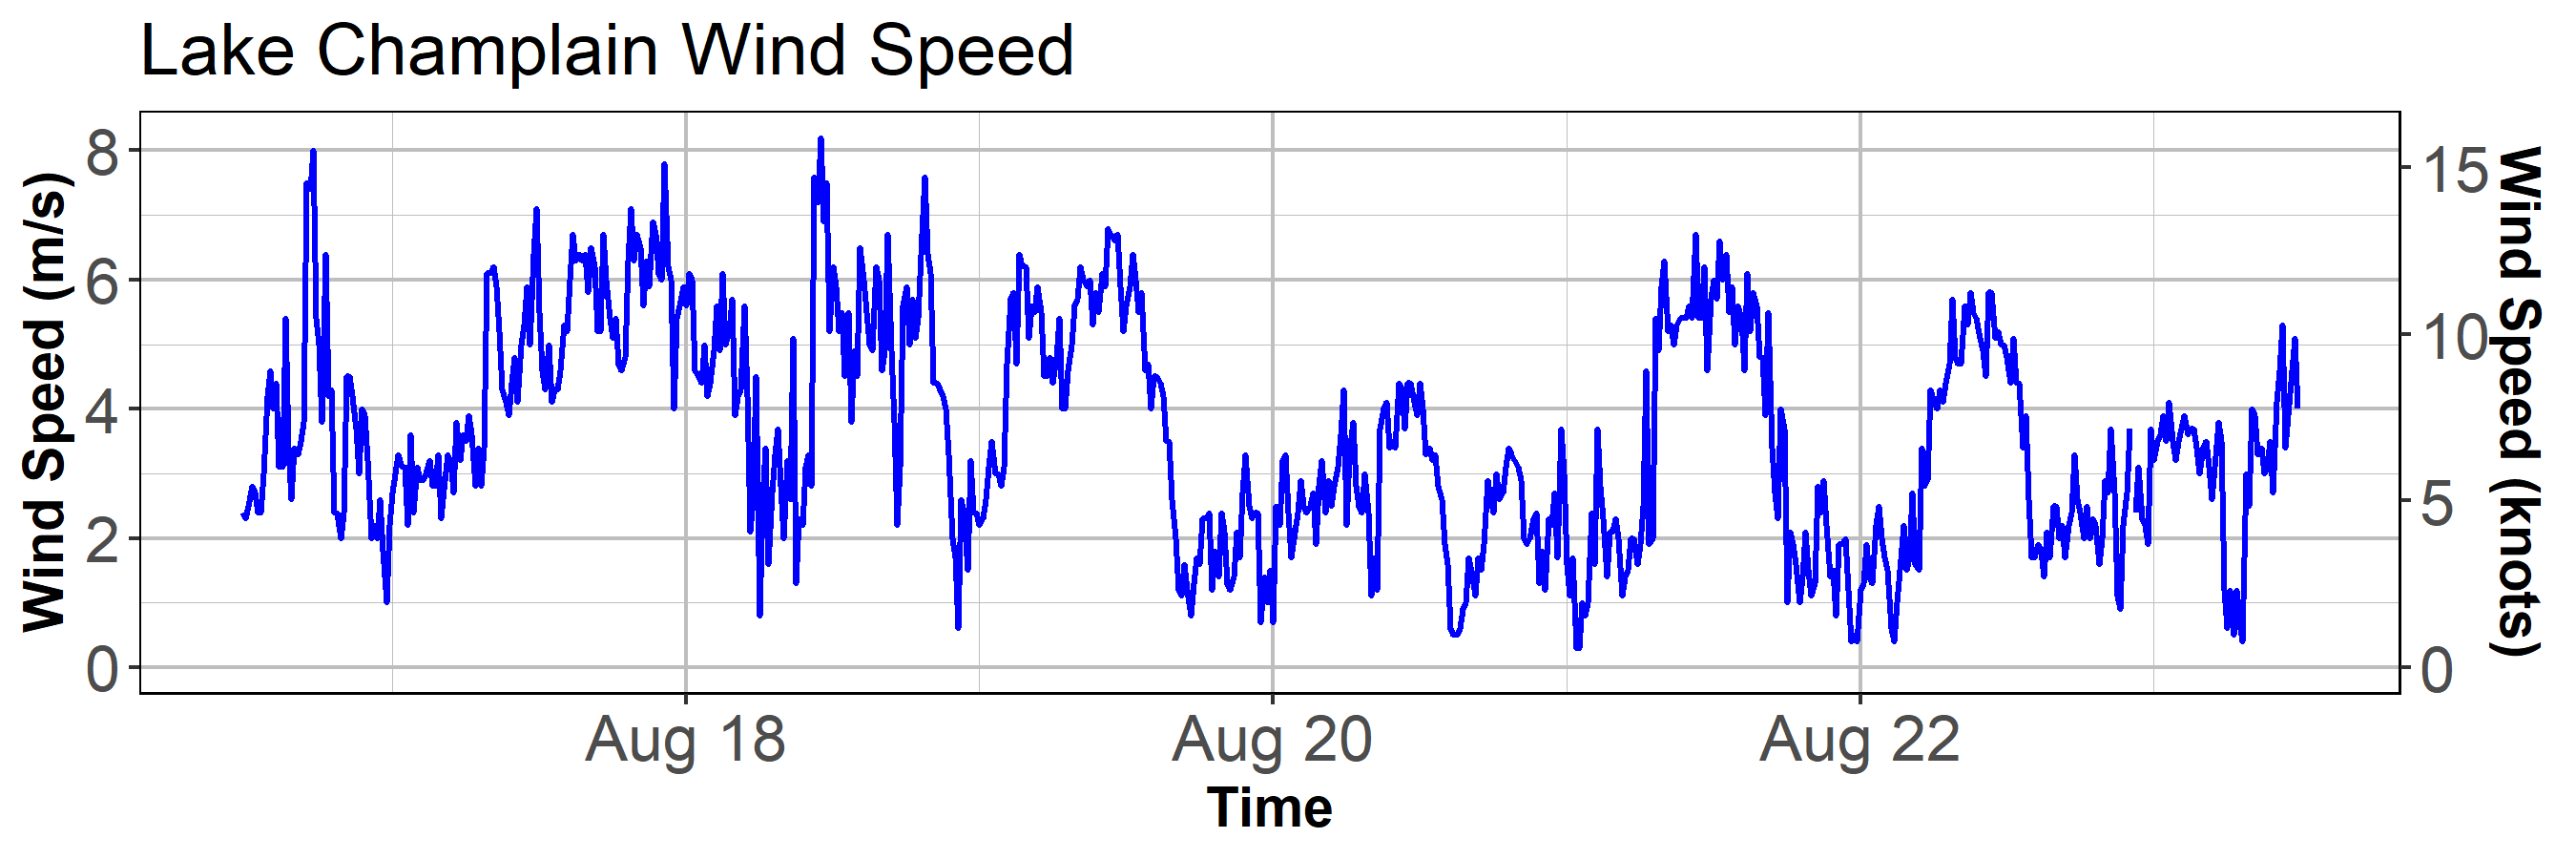 Lake Champlain Wind Speed
Wind Speed (m/s)
8
6
4
2
0
15
10
5
0
Wind Speed (knots)
Aug 18
Aug 20
Aug 22
Time